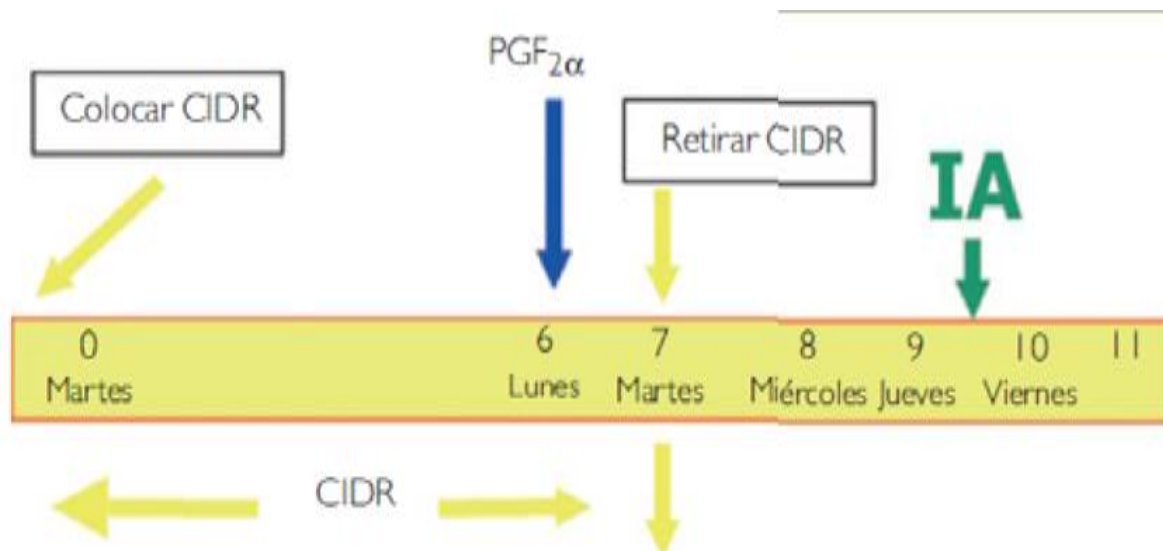 PGF2α
Colocar CIDR
Retirar CIDR
IA
0 6 7 8 9 10 11
Martes Lunes Martes Miércoles Jueves Viernes
CIDR